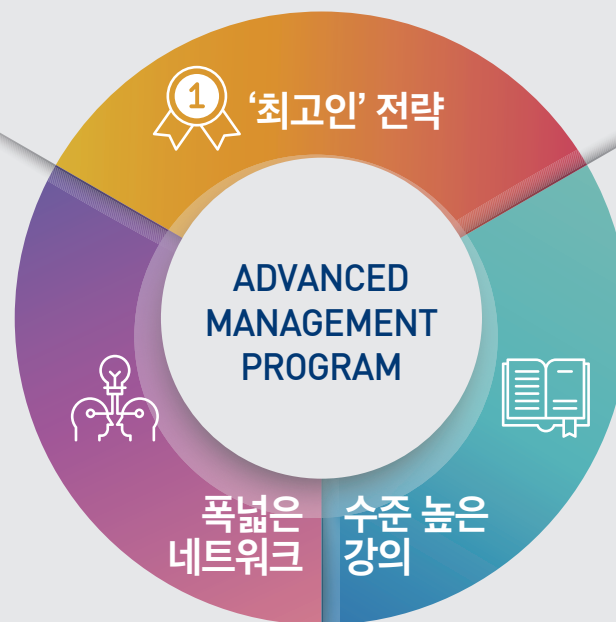 1 ‘최고인’ 전략
ADVANCED
MANAGEMENT
PROGRAM
폭넓은
네트워크
수준 높은
강의